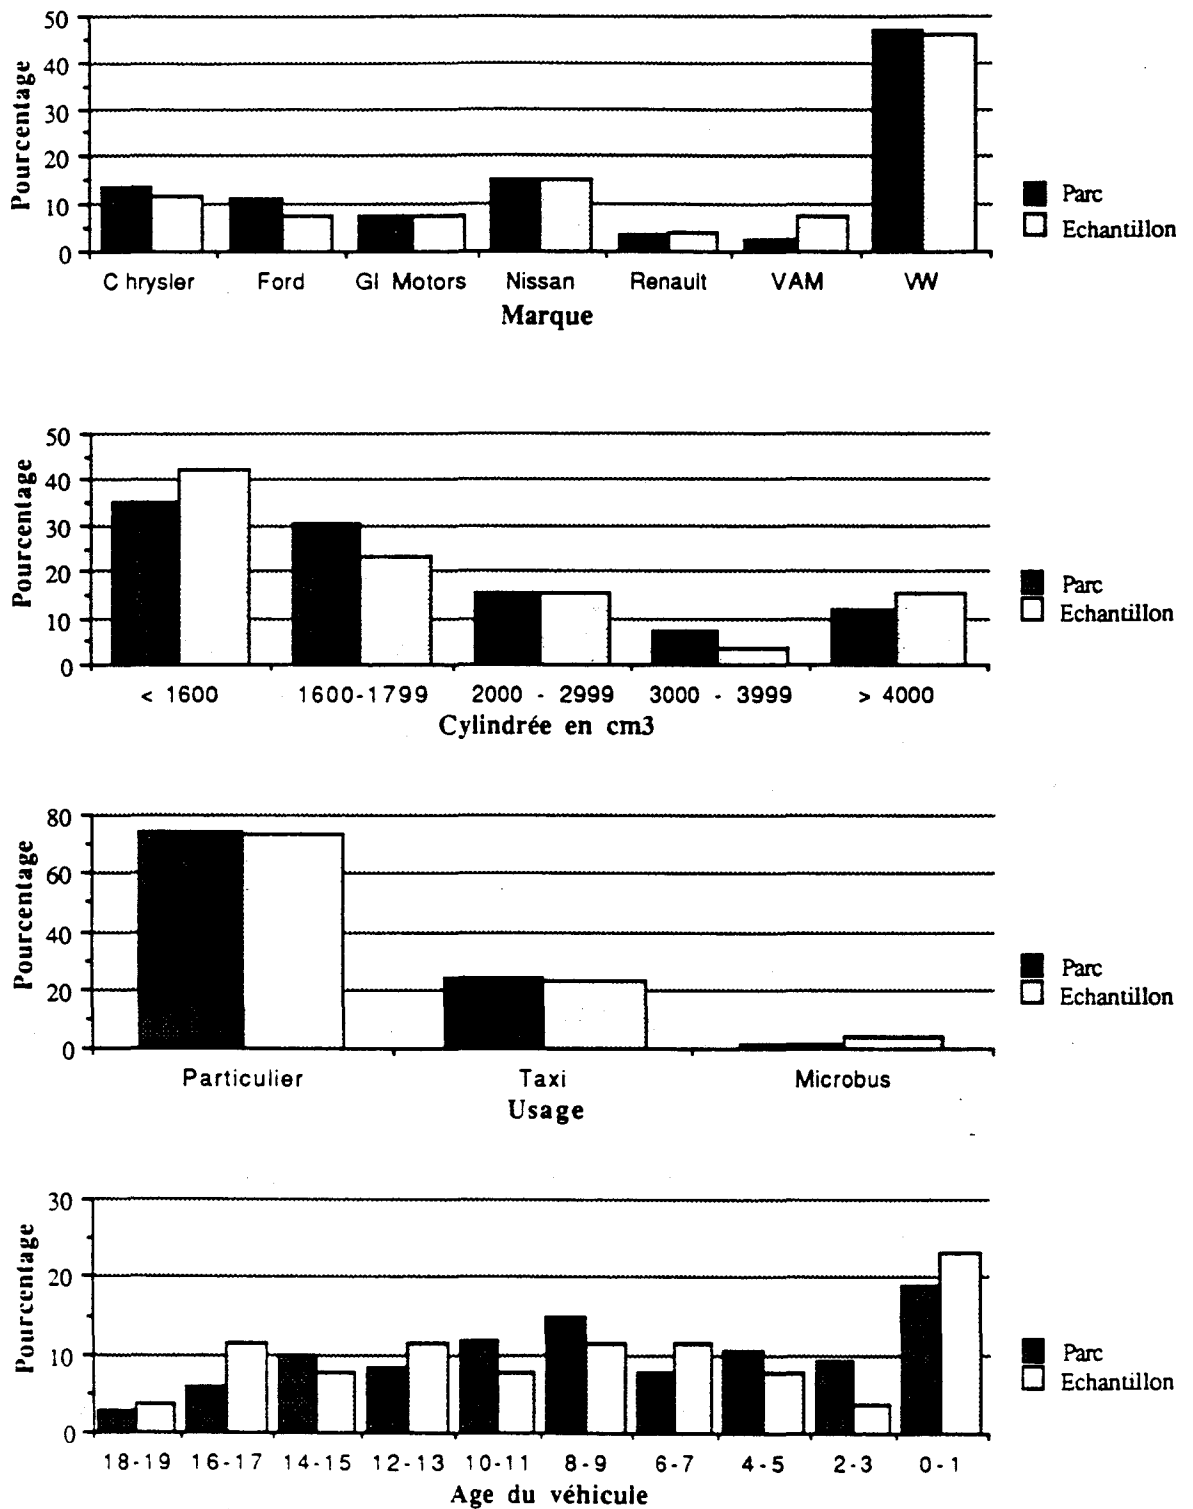 50
40
30
20
10
0
Pourcentage
C hrysler Ford Gl Motors Nissan Renault VAM VW
Marque
Parc
Echantillon
50
40
30
20
10
0
Pourcentage
< 1600 1600-1799 2000 - 2999 3000 - 3999 > 4000
Cylindrée en cm3
Parc
Echantillon
80
60
40
20
0
Pourcentage
Particulier Taxi Microbus
Usage
Parc
Echantillon
30
20
10
0
Pourcentage
18-19 16-17 14-15 12-13 10-11 8-9 6-7 4-5 2-3 0-1
Age du véhicule
Parc
Echantillon